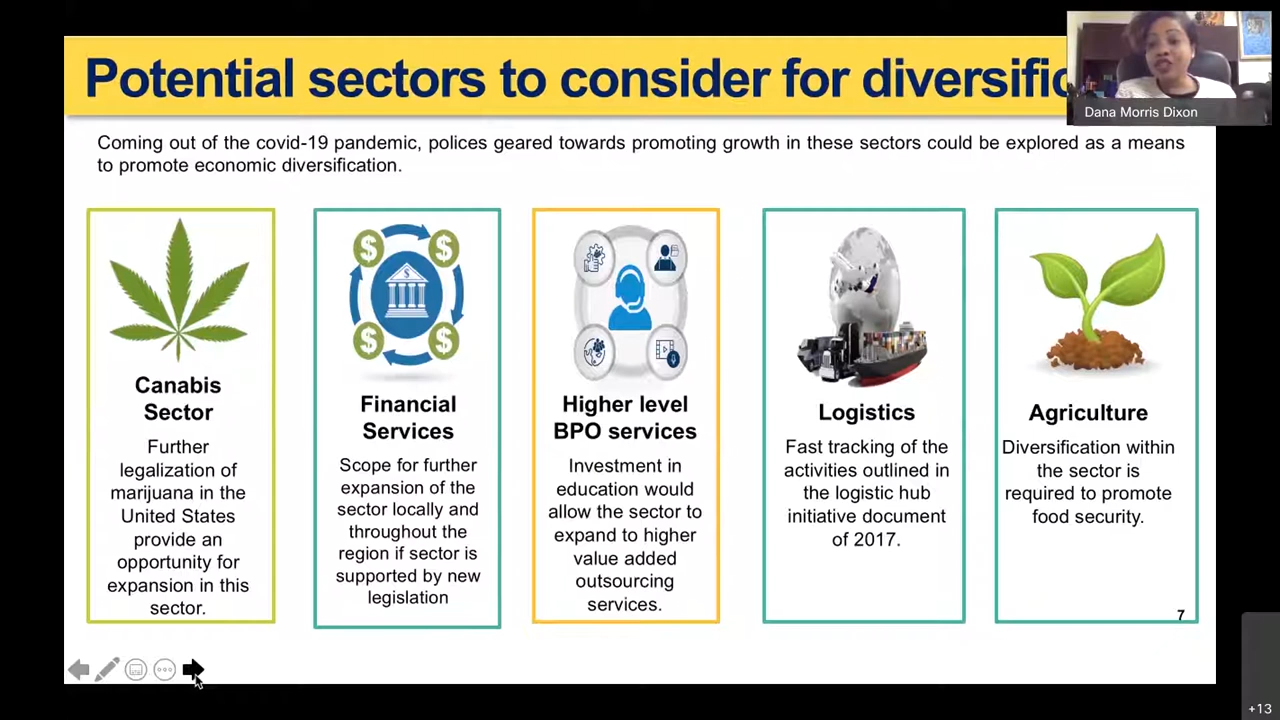 Potential sectors to consider for diversific
Dana Morris Dixon
Coming out of the covid-19 pandemic, polices geared towards promoting growth in these sectors could be explored as a means
to promote economic diversification.
$ $
$
$ $
Canabis
Sector
Further
legalization of
marijuana in the
United States
provide an
opportunity for
expansion in this
sector.
Financial
Services
Scope for further
expansion of the
sector locally and
throughout the
region if sector is
supported by new
legislation
Higher level
BPO services
Investment in
education would
allow the sector to
expand to higher
value added
outsourcing
services.
Logistics
Fast tracking of the
activities outlined in
the logistic hub
initiative document
of 2017.
Agriculture
Diversification within
the sector is
required to promote
food security.
7
+13